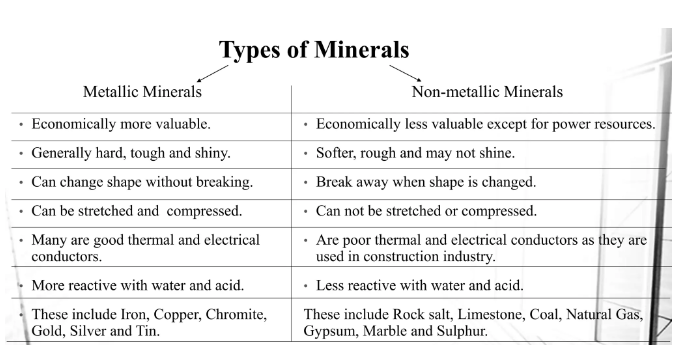 Types of Minerals
Metallic Minerals
Non-metallic Minerals
• Economically more valuable.
• Economically less valuable except for power resources.
• Generally hard, tough and shiny.
• Softer, rough and may not shine.
• Can change shape without breaking.
• Break away when shape is changed.
• Can be stretched and compressed.
• Can not be stretched or compressed.
• Many are good thermal and electrical
conductors.
• Are poor thermal and electrical conductors as they are
used in construction industry.
• More reactive with water and acid.
• Less reactive with water and acid.
• These include Iron, Copper, Chromite,
Gold, Silver and Tin.
These include Rock salt, Limestone, Coal, Natural Gas,
Gypsum, Marble and Sulphur.